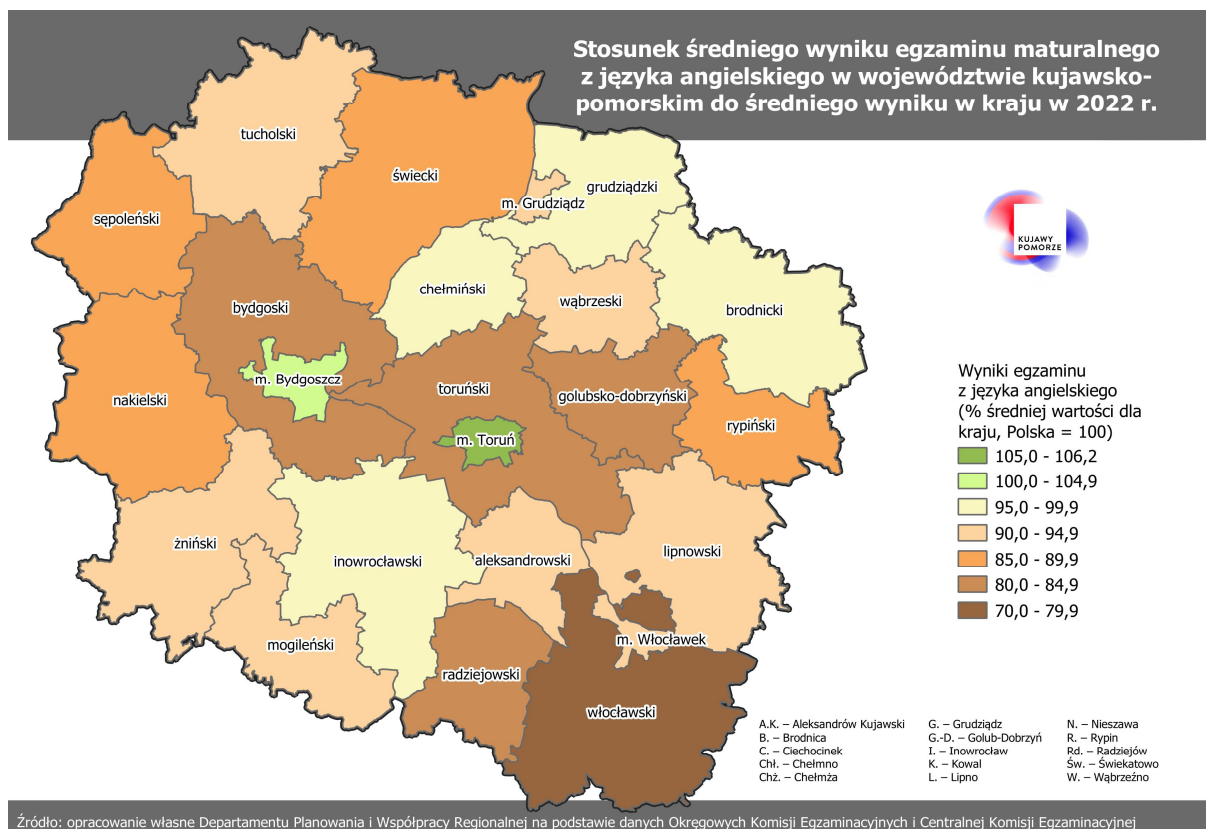 Stosunek średniego wyniku egzaminu maturalnego
z języka angielskiego w województwie kujawsko-
pomorskim do średniego wyniku w kraju w 2022 r.
tucholski
świecki
grudziądzki
m. Grudziądz
sępoleński
KUJAWY
POMORZE
chełmiński
wąbrzeski
bydgoski
brodnicki
m. Bydgoszcz
toruński
golubsko-dobrzyński
nakielski
rypiński
m. Toruń
żniński
inowrocławski
aleksandrowski
lipnowski
mogileński
m. Włocławek
radziejowski
włocławski
Wyniki egzaminu
z języka angielskiego
(% średniej wartości dla
kraju, Polska = 100)
105,0 - 106,2
100,0 - 104,9
95,0 - 99,9
90,0 - 94,9
85,0 - 89,9
80,0 - 84,9
70,0 - 79,9
A.K. – Aleksandrów Kujawski
B. – Brodnica
C. – Ciechocinek
Chł. – Chełmno
Chż. – Chełmża
G. – Grudziądz
G.-D. – Golub-Dobrzyń
I. – Inowrocław
K. – Kowal
L. – Lipno
N. – Nieszawa
R. – Rypin
Rd. – Radziejów
Św. – Świekatowo
W. – Wąbrzeźno
Źródło: opracowanie własne Departamentu Planowania i Współpracy Regionalnej na podstawie danych Okręgowych Komisji Egzaminacyjnych i Centralnej Komisji Egzaminacyjnej